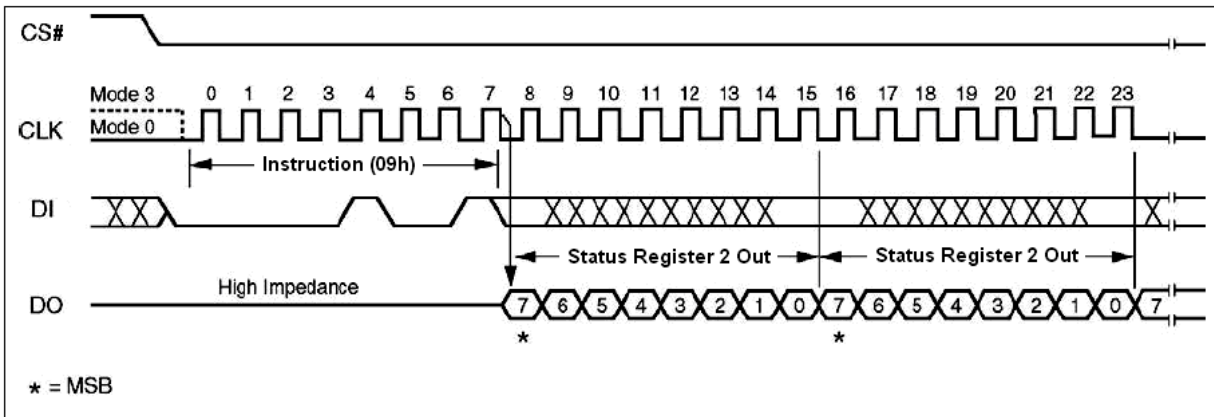 CS#
Mode 3
0 1 2 3 4 5 6 7 8 9 10 11 12 13 14 15 16 17 18 19 20 21 22 23
CLK
Mode 0
Instruction (09h)
DI
Status Register 2 Out Status Register 2 Out
High Impedance
DO
7 6 5 4 3 2 1 0 7 6 5 4 3 2 1 0 7
* *
* = MSB